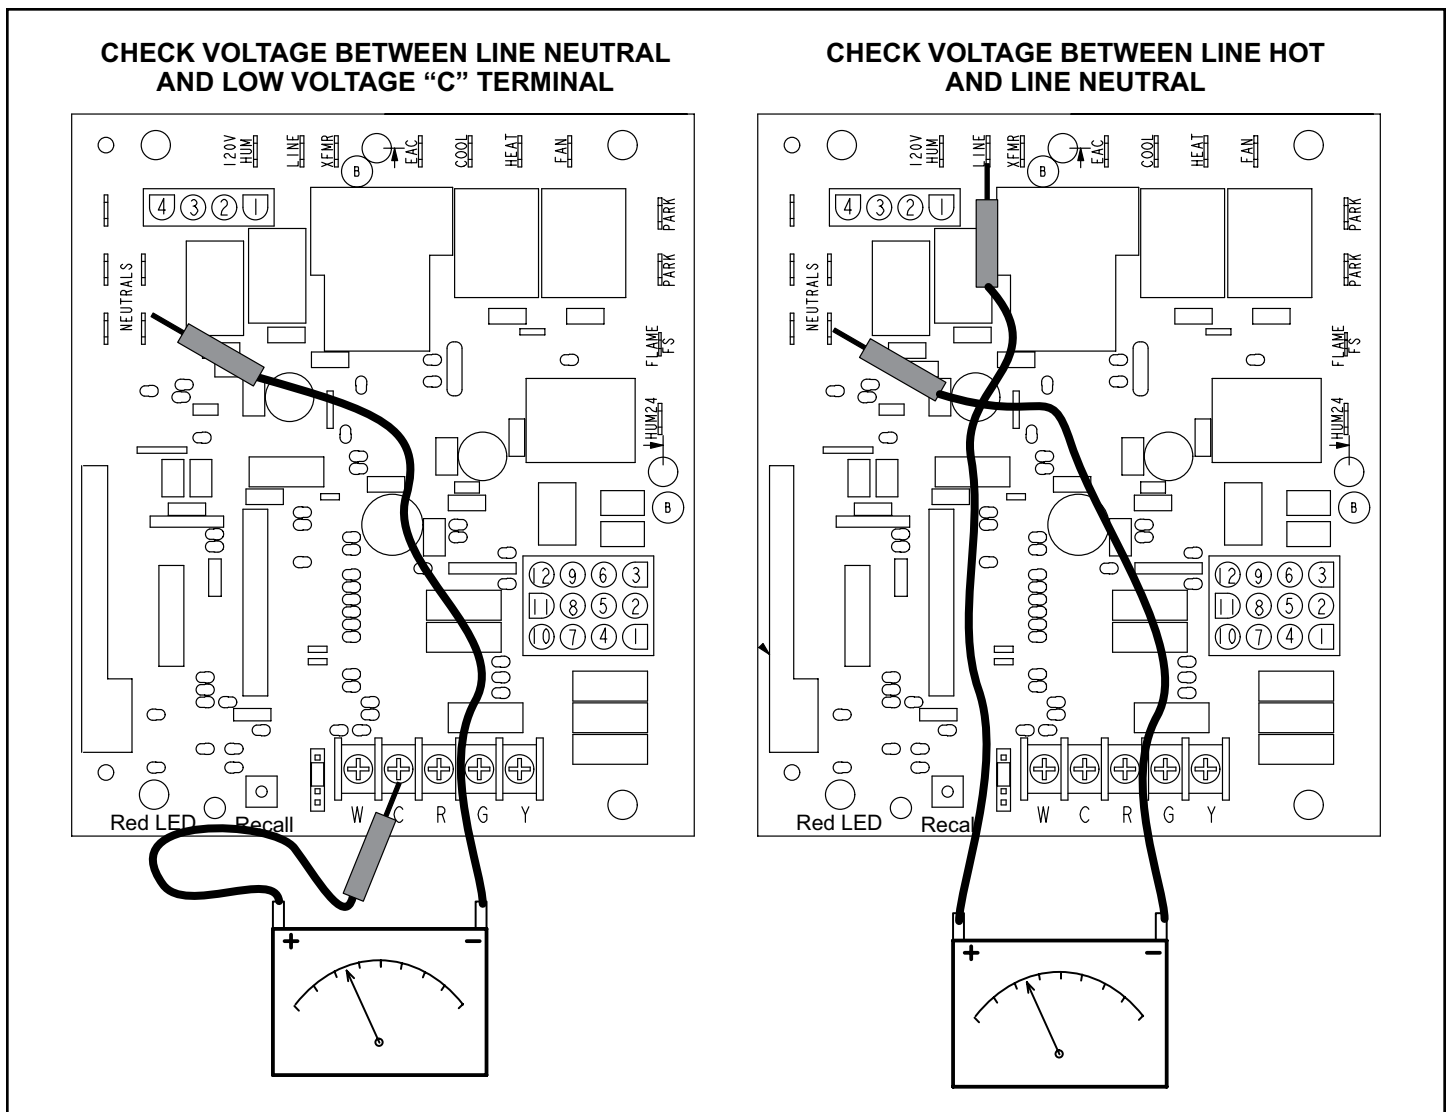 CHECK VOLTAGE BETWEEN LINE NEUTRAL
AND LOW VOLTAGE “C” TERMINAL
120V
HUM
LINE
XFMR
EAC
COOL
HEAT
FAN
B
4 3 2 1
PARK
PARK
NEUTRALS
FLAME
FS
HUM24
B
12 9 6 3
11 8 5 2
10 7 4 1
W C R G Y
Red LED
Recall
+ −
CHECK VOLTAGE BETWEEN LINE HOT
AND LINE NEUTRAL
120V
HUM
LINE
XFMR
EAC
COOL
HEAT
FAN
B
4 3 2 1
PARK
PARK
NEUTRALS
FLAME
FS
HUM24
B
12 9 6 3
11 8 5 2
10 7 4 1
W C R G Y
Red LED
Recall
+ −